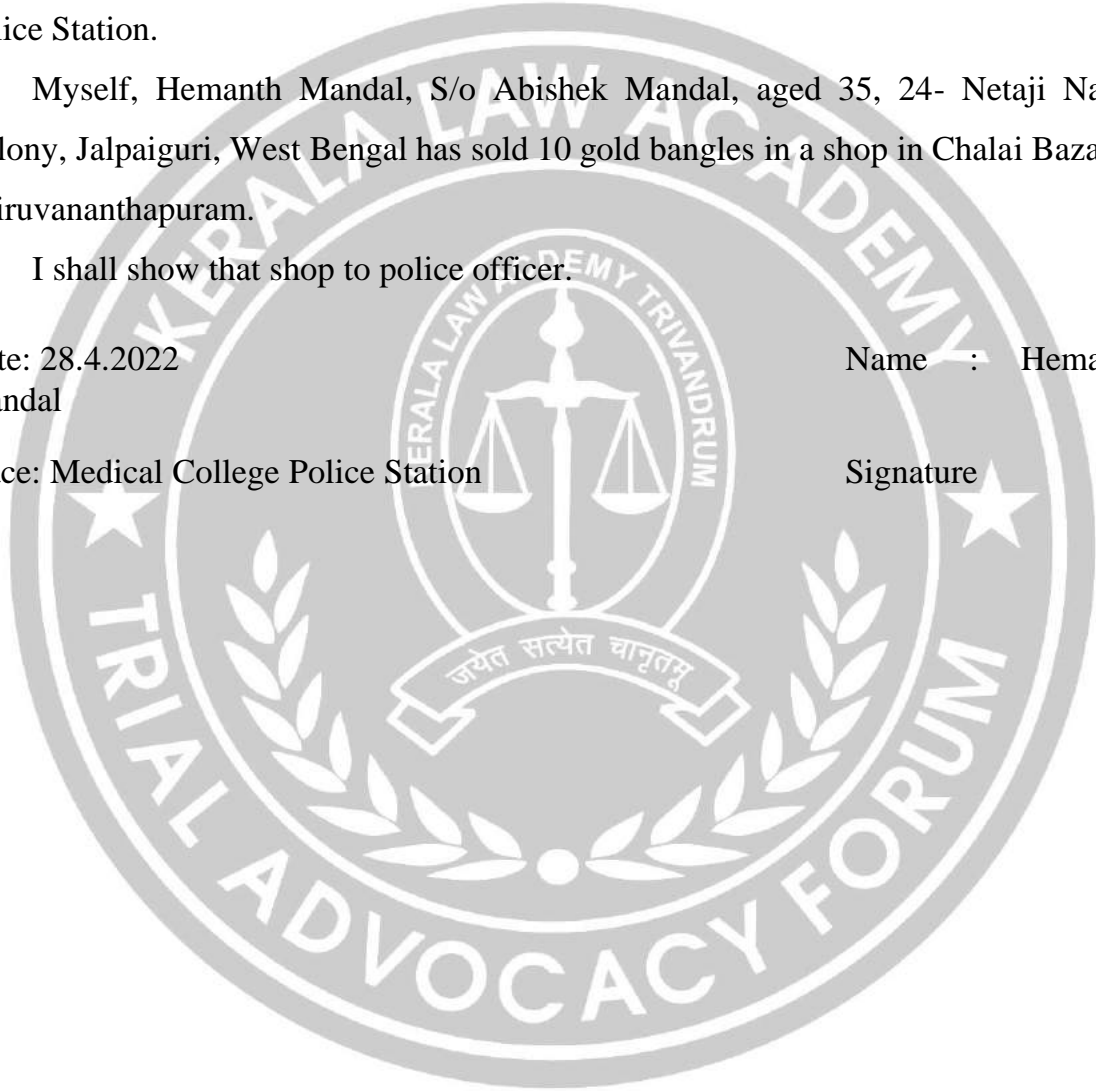 lice Station.
Myself, Hemanth Mandal, S/o Abishek Mandal, aged 35, 24- Netaji Na
lony, Jalpaiguri, West Bengal has sold 10 gold bangles in a shop in Chalai Baza
iruvananthapuram.
I shall show that shop to police officer.
te: 28.4.2022 Name : Hema
andal
ce: Medical College Police Station Signature
KERALA LAW ACADEMY
KERALA LAW ACADEMY TRIVANDRUM
जयेत सत्येत चानृतमू
TRIAL ADVOCACY FORUM